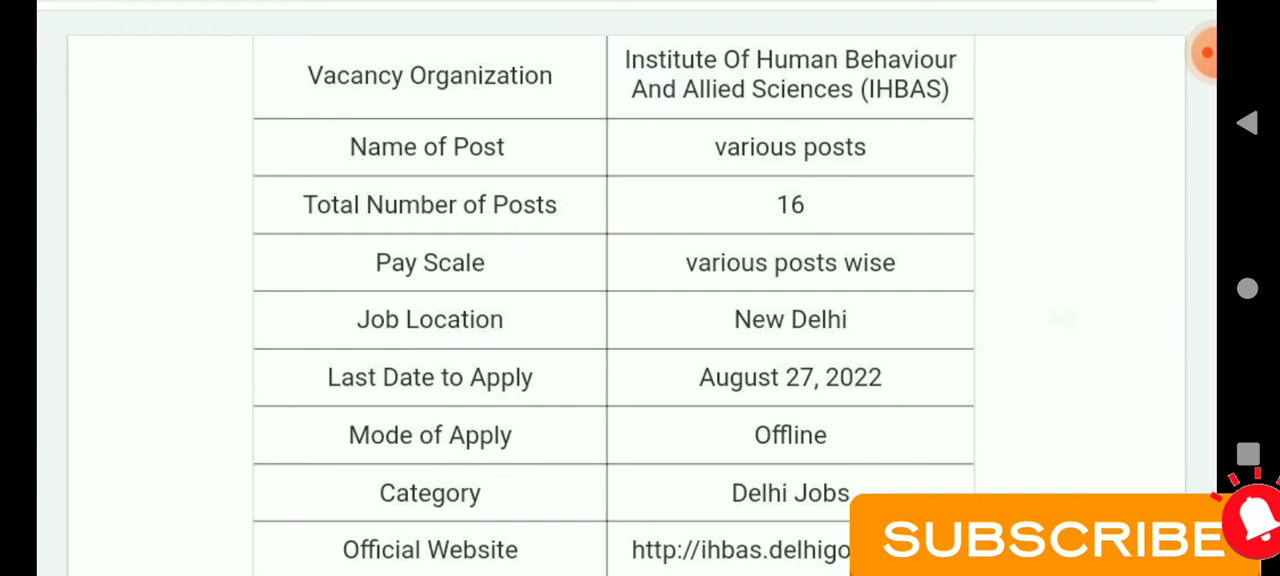 Vacancy Organization
Institute Of Human Behaviour
And Allied Sciences (IHBAS)
Name of Post
various posts
Total Number of Posts
16
Pay Scale
various posts wise
Job Location
New Delhi
Last Date to Apply
August 27, 2022
Mode of Apply
Offline
Category
Delhi Jobs
Official Website
http://ihbas.delhigo
SUBSCRIBE